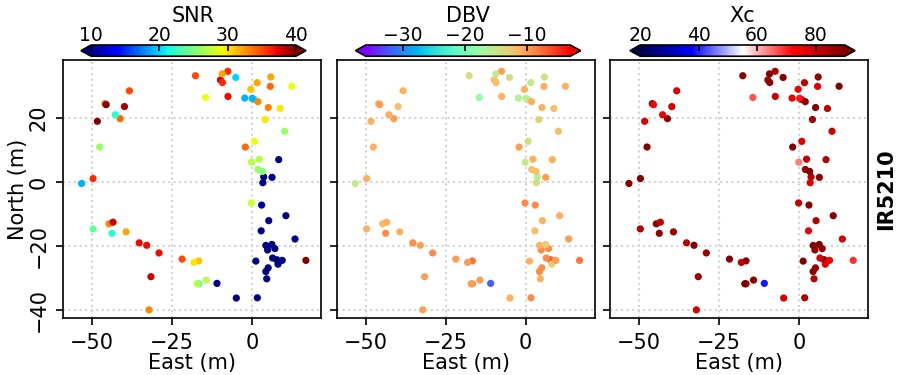 SNR DBV Xc
10 20 30 40 −30 −20 −10 20 40 60 80
North (m)
20
0
−20
−40
−50 −25 0 −50 −25 0 −50 −25 0
East (m) East (m) East (m)
IR5210